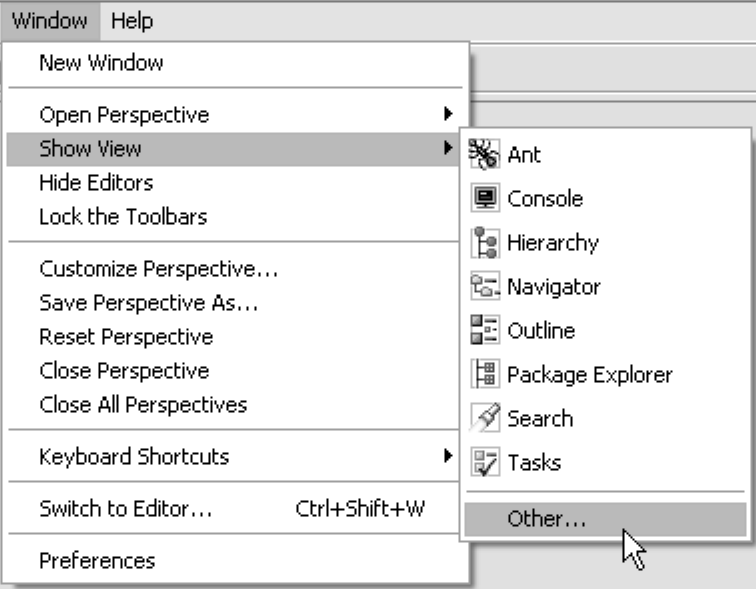 Window Help
New Window
Open Perspective
Show View
Hide Editors
Lock the Toolbars
Customize Perspective...
Save Perspective As...
Reset Perspective
Close Perspective
Close All Perspectives
Keyboard Shortcuts
Switch to Editor... Ctrl+Shift+W
Preferences
Ant
Console
Hierarchy
Navigator
Outline
Package Explorer
Search
Tasks
Other...